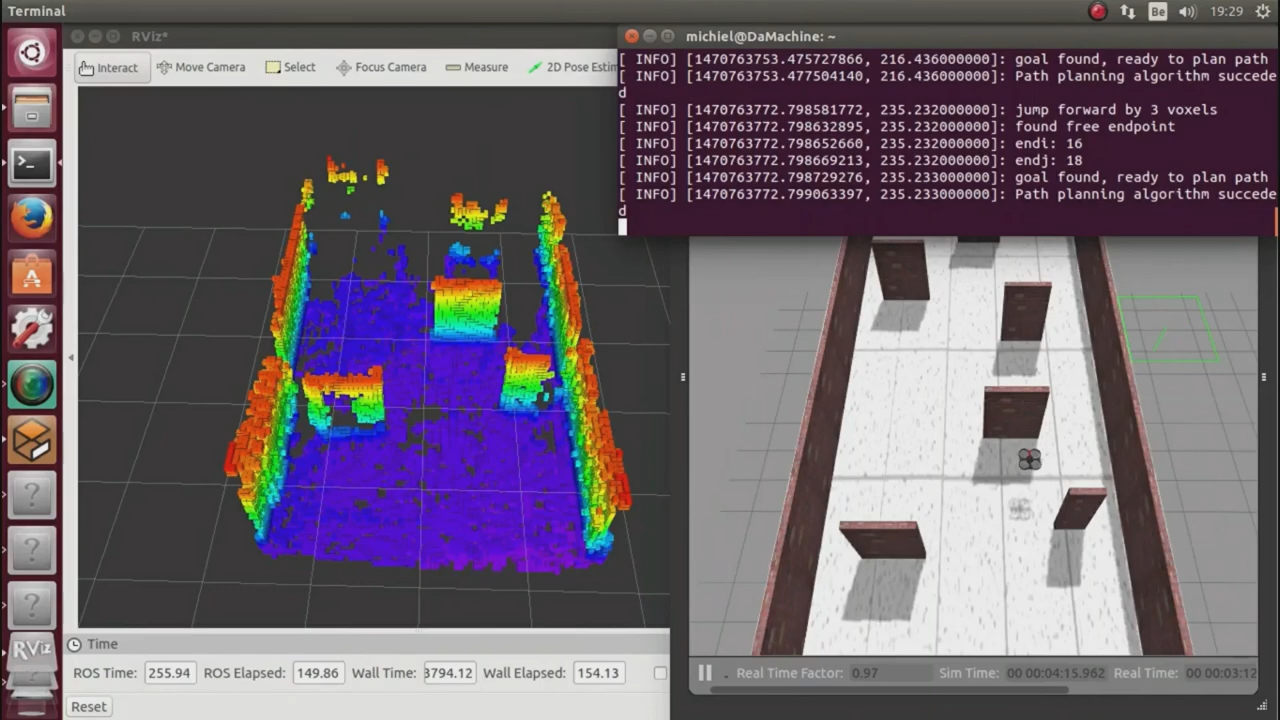 Terminal
Be
19:29
RViz*
Interact
Move Camera
Select
Focus Camera
Measure
2D Pose Estim
michiel@DaMachine: ~
[ INFO] [1470763753.475727866, 216.436000000]: goal found, ready to plan path
[ INFO] [1470763753.477504140, 216.436000000]: Path planning algorithm succede
d
[ INFO] [1470763772.798581772, 235.232000000]: jump forward by 3 voxels
[ INFO] [1470763772.798632895, 235.232000000]: found free endpoint
[ INFO] [1470763772.798652660, 235.232000000]: endi: 16
[ INFO] [1470763772.798669213, 235.232000000]: endj: 18
[ INFO] [1470763772.798729276, 235.233000000]: goal found, ready to plan path
[ INFO] [1470763772.799063397, 235.233000000]: Path planning algorithm succede
d
Time
ROS Time: 255.94 ROS Elapsed: 149.86 Wall Time: 3794.12 Wall Elapsed: 154.13
Reset
Real Time Factor: 0.97 Sim Time: 00 00:04:15.962 Real Time: 00 00:03:12
RViz